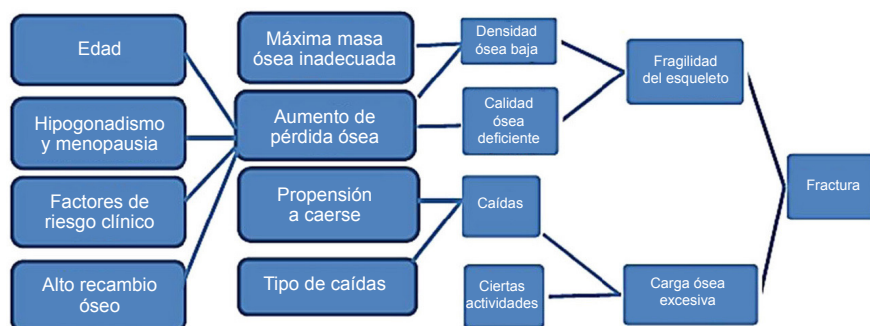 Edad
Hipogonadismo
y menopausia
Factores de
riesgo clínico
Alto recambio
óseo
Máxima masa
ósea inadecuada
Aumento de
pérdida ósea
Propensión
a caerse
Tipo de caídas
Densidad
ósea baja
Calidad
ósea
deficiente
Caídas
Ciertas
actividades
Fragilidad
del esqueleto
Carga ósea
excesiva
Fractura